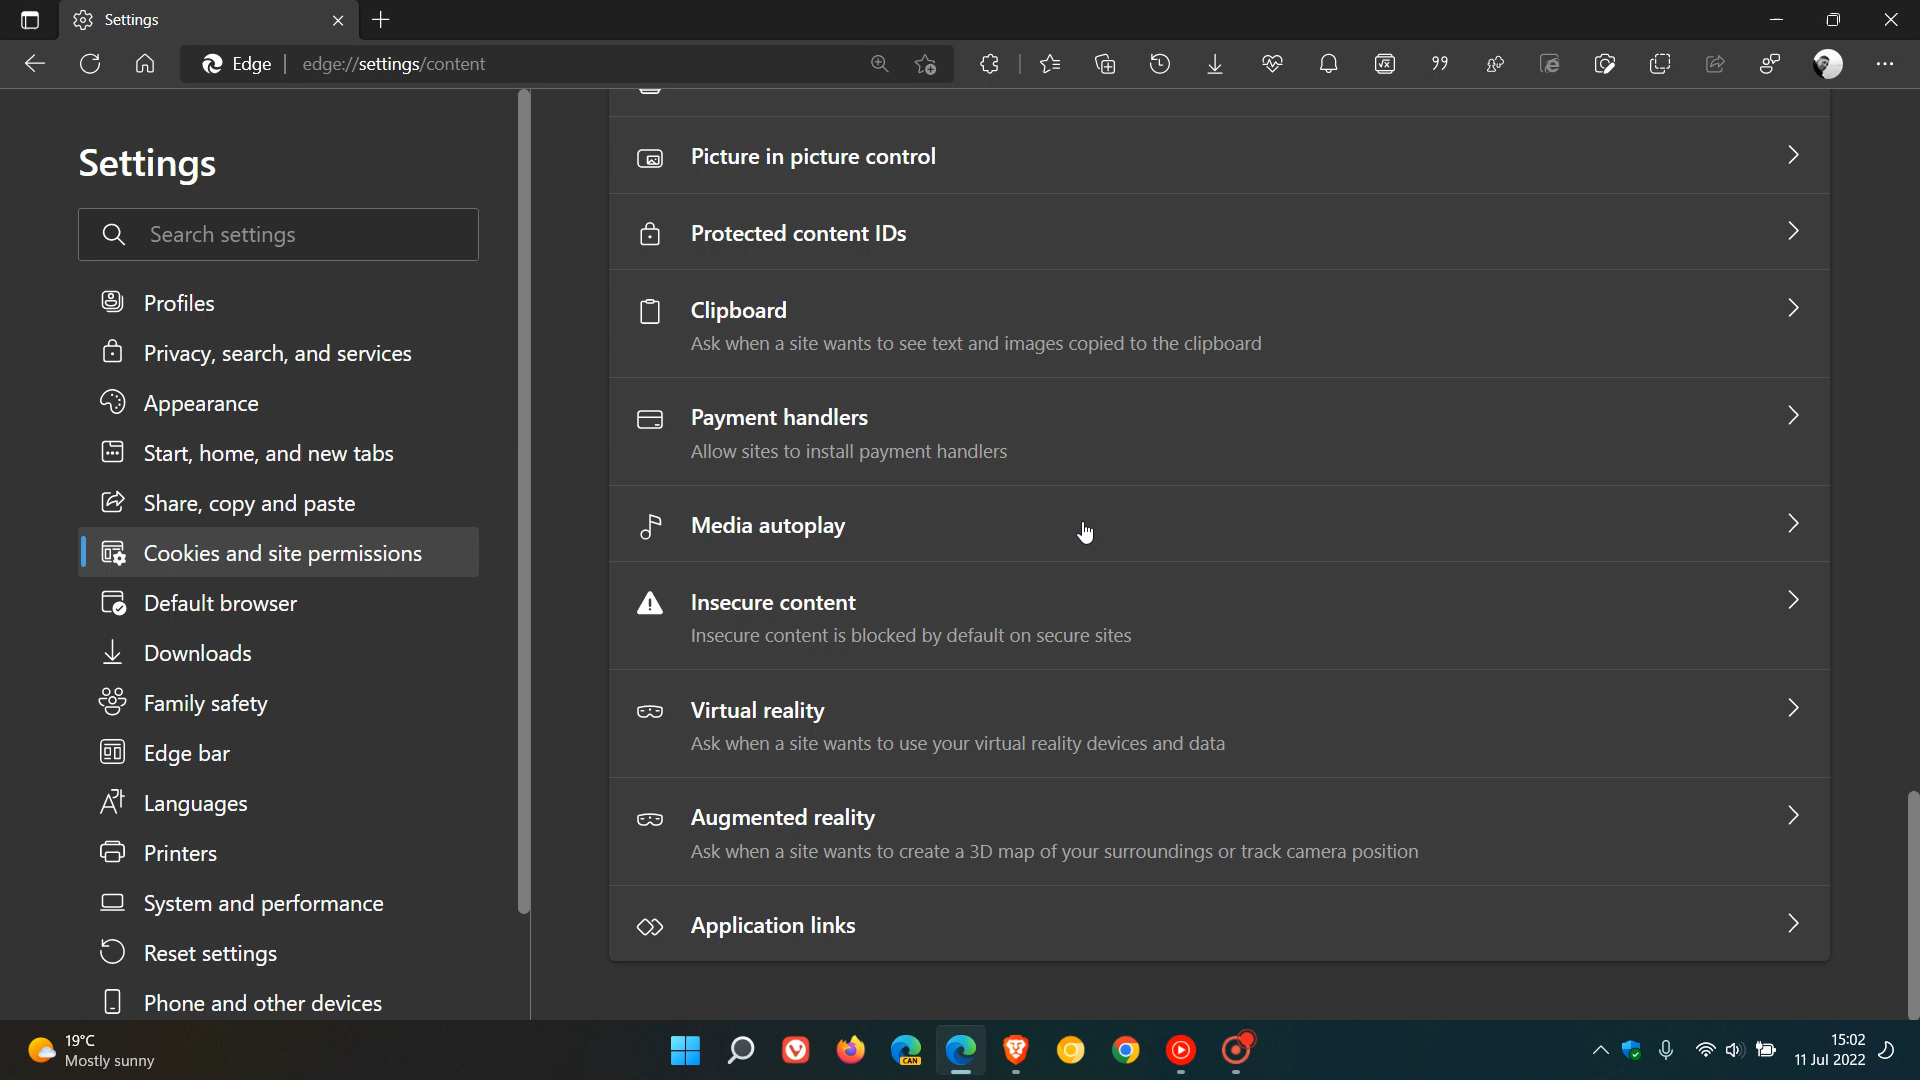 Settings
Edge
edge://settings/content
Settings
Search settings
Profiles
Privacy, search, and services
Appearance
Start, home, and new tabs
Share, copy and paste
Cookies and site permissions
Default browser
Downloads
Family safety
Edge bar
Languages
Printers
System and performance
Reset settings
Phone and other devices
Picture in picture control
Protected content IDs
Clipboard
Ask when a site wants to see text and images copied to the clipboard
Payment handlers
Allow sites to install payment handlers
Media autoplay
Insecure content
Insecure content is blocked by default on secure sites
Virtual reality
Ask when a site wants to use your virtual reality devices and data
Augmented reality
Ask when a site wants to create a 3D map of your surroundings or track camera position
Application links
19°C
Mostly sunny
CAN
15:02
11 Jul 2022